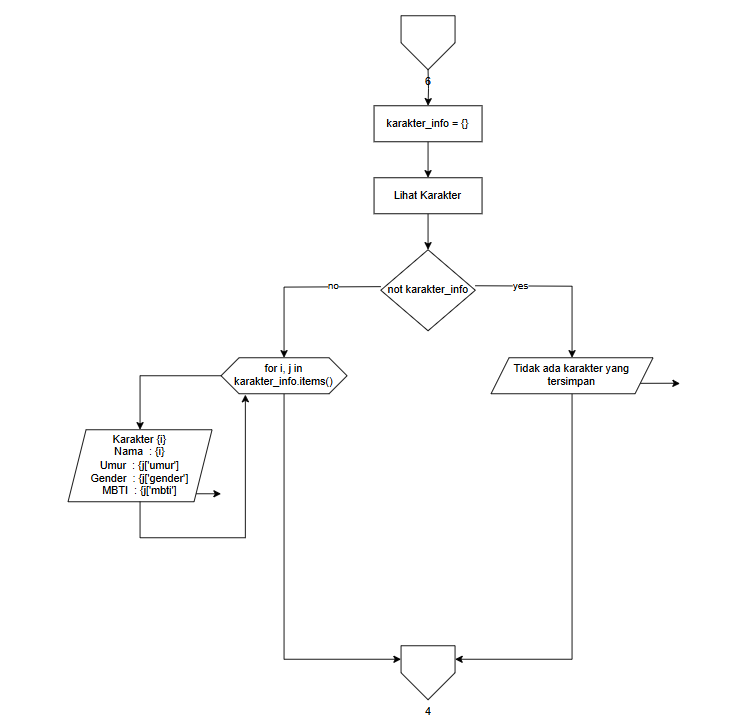 6
karakter_info = {}
Lihat Karakter
not karakter_info
no
yes
for i, j in
karakter_info.items()
Tidak ada karakter yang
tersimpan
Karakter {i}
Nama : {i}
Umur : {j['umur']
Gender : {j['gender']
MBTI : {j['mbti']
4